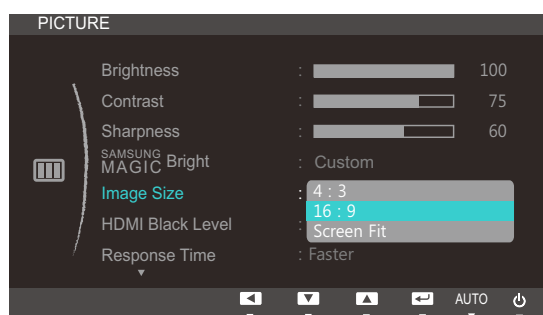 PICTURE
Brightness : 100
Contrast : 75
Sharpness : 60
SAMSUNG
MAGIC Bright : Custom
Image Size : 4 : 3
16 : 9
HDMI Black Level : Screen Fit
Response Time : Faster
AUTO